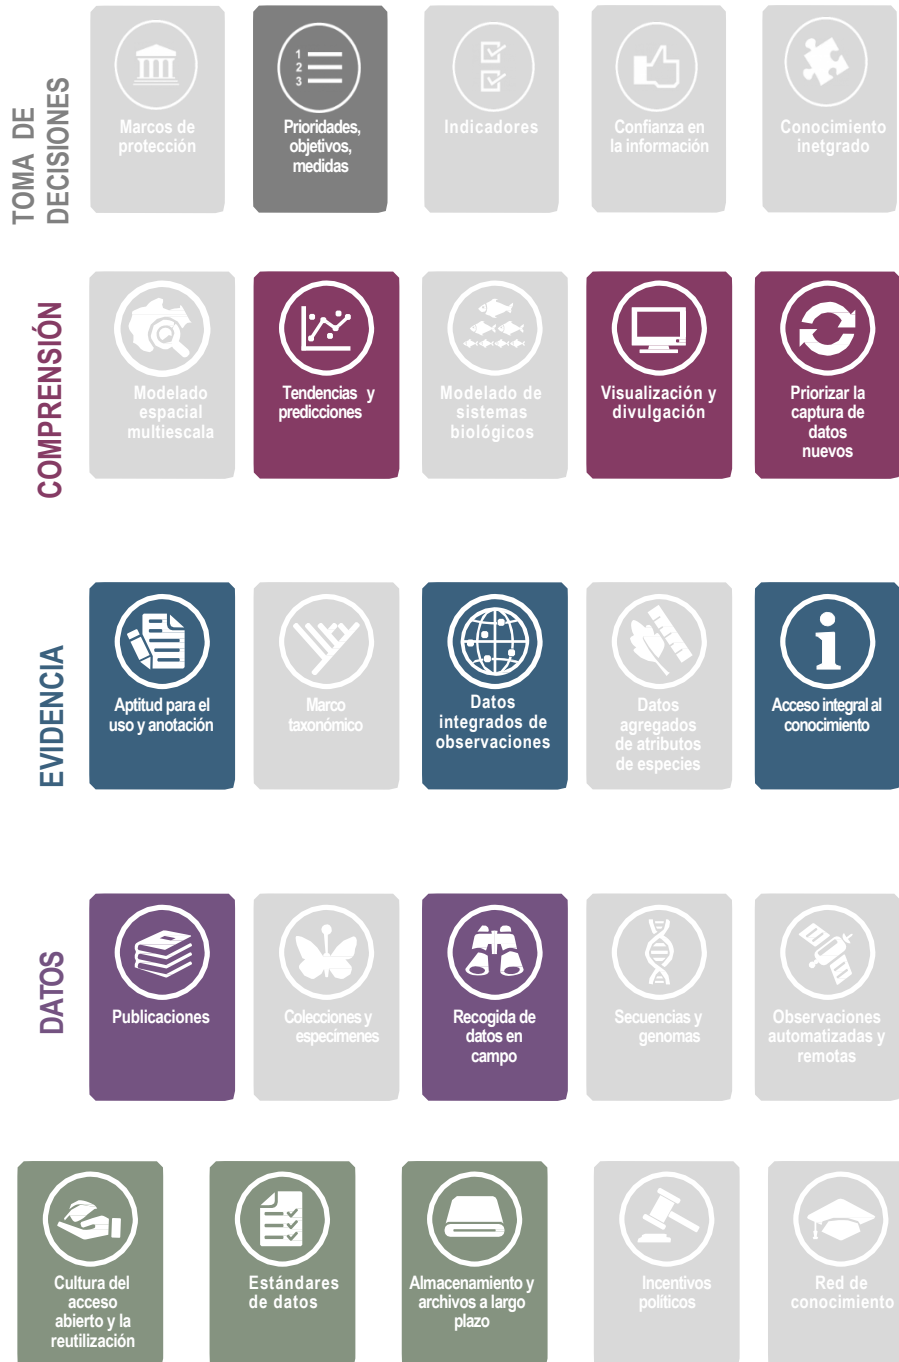 TOMA DE
DECISIONES
1
2
3
Marcos de
protección
Prioridades,
objetivos,
medidas
Indicadores
Confianza en
la información
Conocimiento
inetgrado
COMPRENSIÓN
Modelado
espacial
multiescala
Tendencias y
predicciones
Modelado de
sistemas
biológicos
Visualización y
divulgación
Priorizar la
captura de
datos
nuevos
EVIDENCIA
Aptitud para el
uso y anotación
Marco
taxonómico
Datos
integrados de
observaciones
Datos
agregados
de atributos
de especies
Acceso integral al
conocimiento
DATOS
Publicaciones
Colecciones y
especímenes
Recogida de
datos en
campo
Secuencias y
genomas
Observaciones
automatizadas y
remotas
Cultura del
acceso
abierto y la
reutilización
Estándares
de datos
Almacenamiento y
archivos a largo
plazo
Incentivos
políticos
Red de
conocimiento